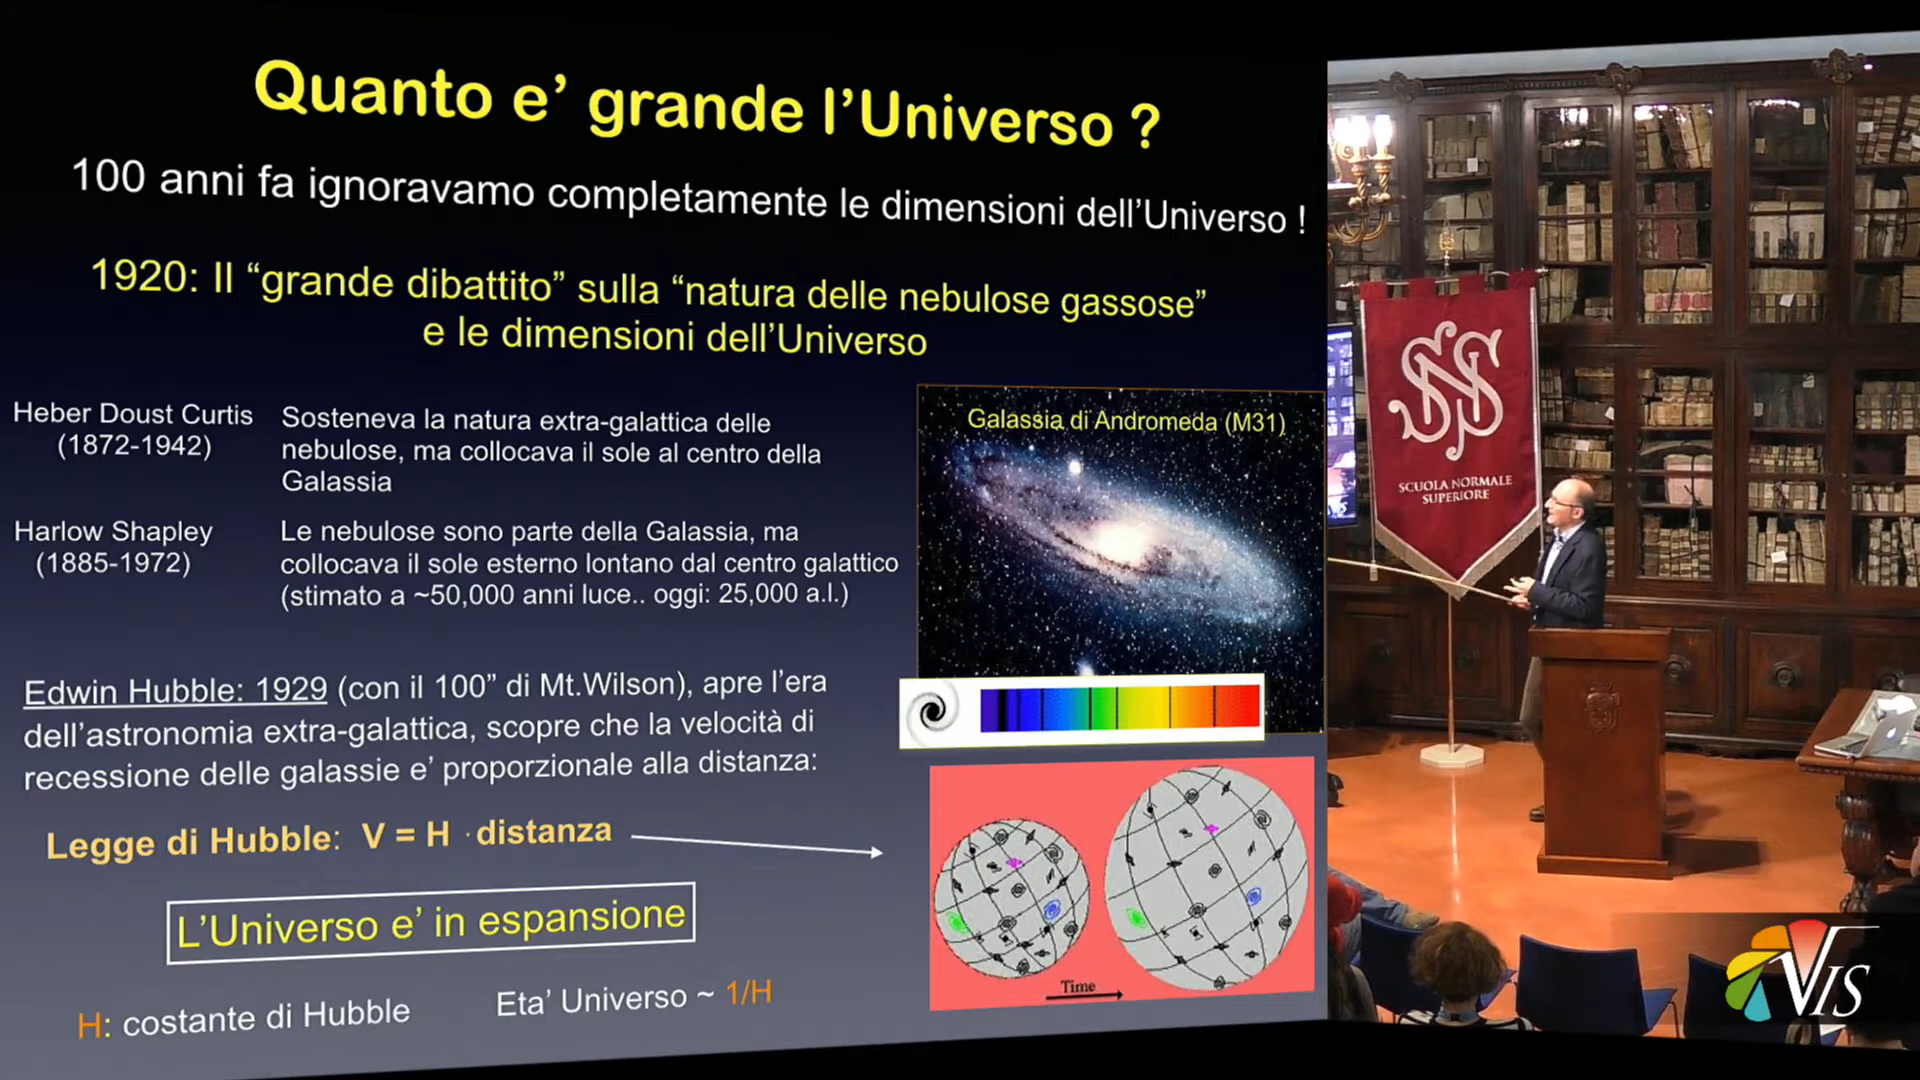 Quanto e’ grande l’Universo ?
100 anni fa ignoravamo completamente le dimensioni dell’Universo !
1920: Il “grande dibattito” sulla “natura delle nebulose gassose”
e le dimensioni dell’Universo
Heber Doust Curtis
(1872-1942)
Sosteneva la natura extra-galattica delle
nebulose, ma collocava il sole al centro della
Galassia
Harlow Shapley
(1885-1972)
Le nebulose sono parte della Galassia, ma
collocava il sole esterno lontano dal centro galattico
(stimato a ~50,000 anni luce.. oggi: 25,000 a.l.)
Galassia di Andromeda (M31)
Edwin Hubble: 1929 (con il 100” di Mt.Wilson), apre l’era
dell’astronomia extra-galattica, scopre che la velocità di
recessione delle galassie e’ proporzionale alla distanza:
Legge di Hubble: V = H · distanza
L’Universo e’ in espansione
H: costante di Hubble
Eta’ Universo ~ 1/H
Time
SNS
SCUOLA NORMALE
SUPERIORE
VIS